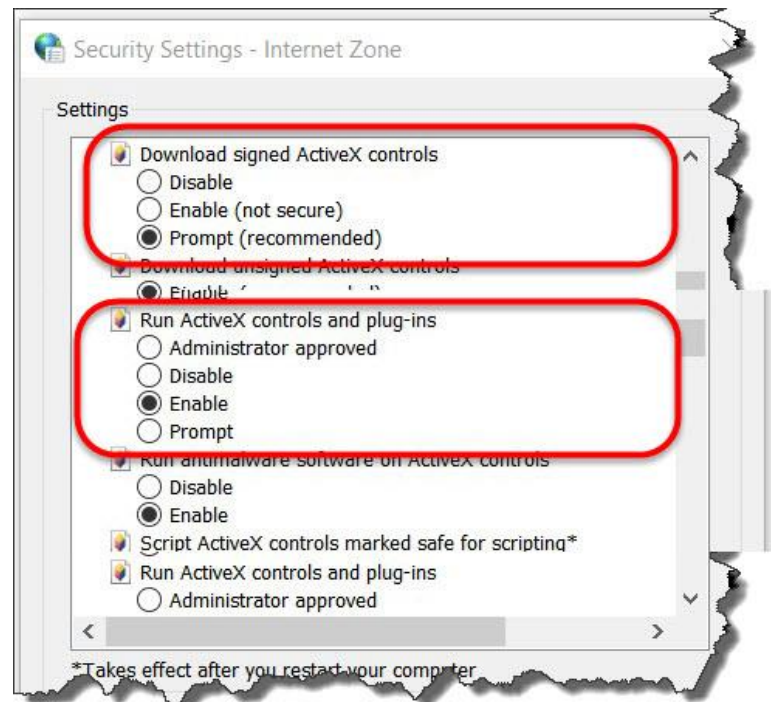 Security Settings - Internet Zone
Settings
Download signed ActiveX controls
Disable
Enable (not secure)
Prompt (recommended)
Download unsigned ActiveX controls
Enable
Run ActiveX controls and plug-ins
Administrator approved
Disable
Enable
Prompt
Run antimalware software on ActiveX controls
Disable
Enable
Script ActiveX controls marked safe for scripting*
Run ActiveX controls and plug-ins
Administrator approved
*Takes effect after you restart your computer